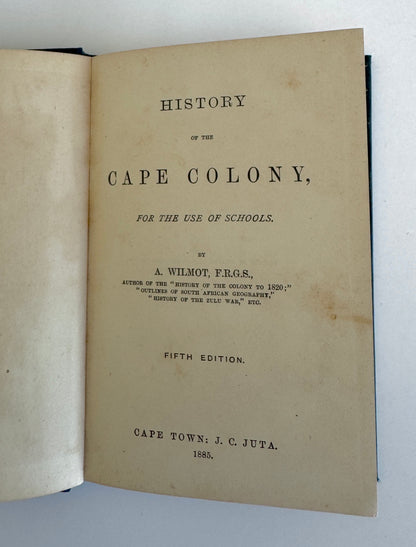 HISTORY
OF THE
CAPE COLONY,
FOR THE USE OF SCHOOLS.
BY
A. WILMOT, F.R.G.S.,
AUTHOR OF THE "HISTORY OF THE COLONY TO 1820;"
"OUTLINES OF SOUTH AFRICAN GEOGRAPHY,"
"HISTORY OF THE ZULU WAR," ETC.
FIFTH EDITION.
CAPE TOWN: J. C. JUTA.
1885.